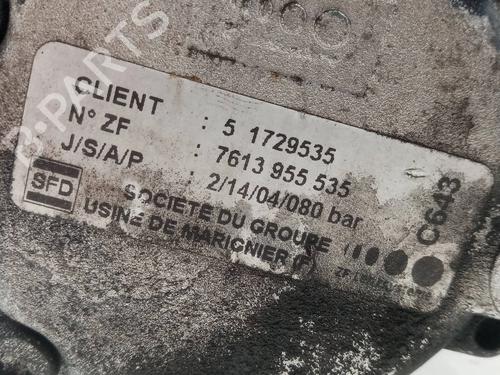 B-PARTS
CLIENT : 5 1729535
N° ZF : 7613 955 535
J/S/A/P : 2/14/04/080 bar
SFD
SOCIETE DU GROUPE
USINE DE MARIGNIER (F)
C643
ZF